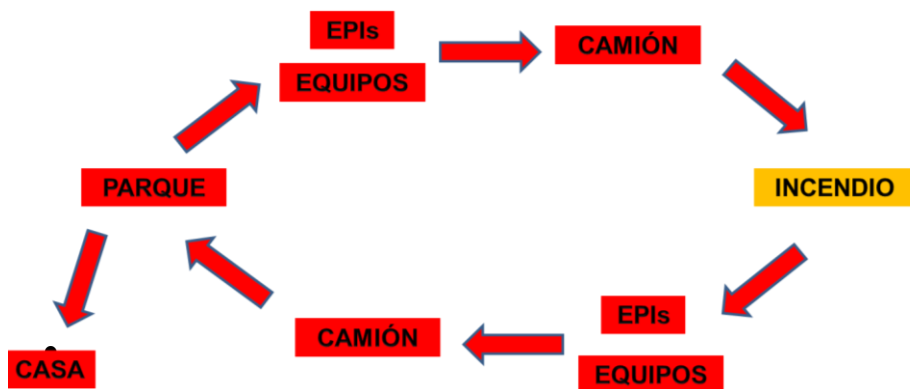 EPIs
EQUIPOS
CAMIÓN
PARQUE
INCENDIO
EPIs
EQUIPOS
CAMIÓN
CASA